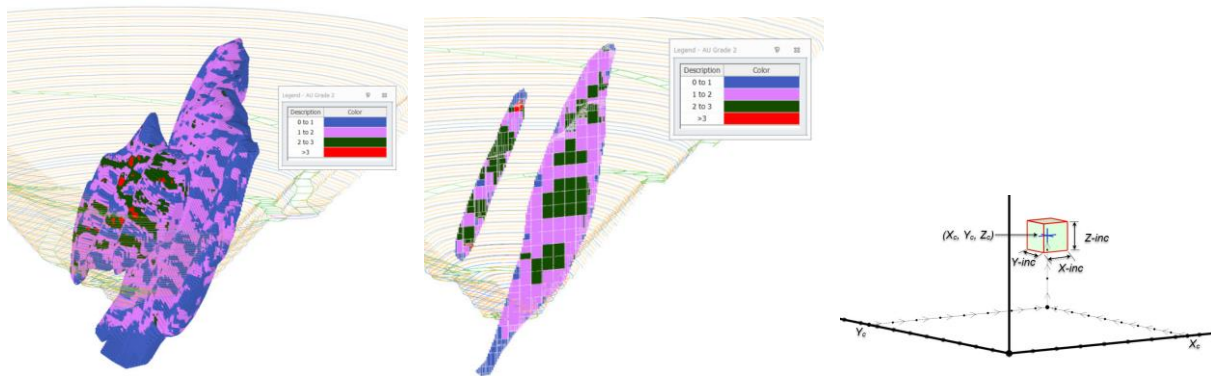 Legend - AU Grade 2
Description Color
0 to 1
1 to 2
2 to 3
>3
Legend - AU Grade 2
Description Color
0 to 1
1 to 2
2 to 3
>3
(Xc, Yc, Zc)
Z-inc
Y-inc
X-inc
Yc
Xc